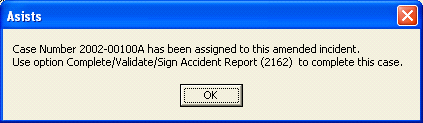 Asists
Case Number 2002-00100A has been assigned to this amended incident.
Use option Complete/Validate/Sign Accident Report (2162)  to complete this case.
OK